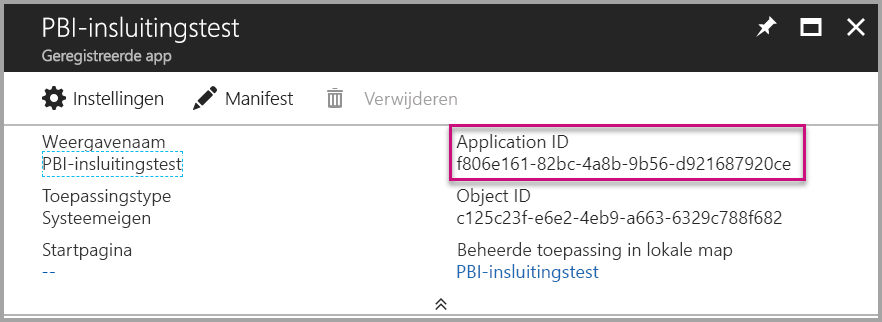 PBI-insluitingstest
Geregistreerde app
Instellingen Manifest Verwijderen
Weergavenaam
PBI-insluitingstest
Application ID
f806e161-82bc-4a8b-9b56-d921687920ce
Toepassingstype
Systeemeigen
Object ID
c125c23f-e6e2-4eb9-a663-6329c788f682
Startpagina
--
Beheerde toepassing in lokale map
PBI-insluitingstest